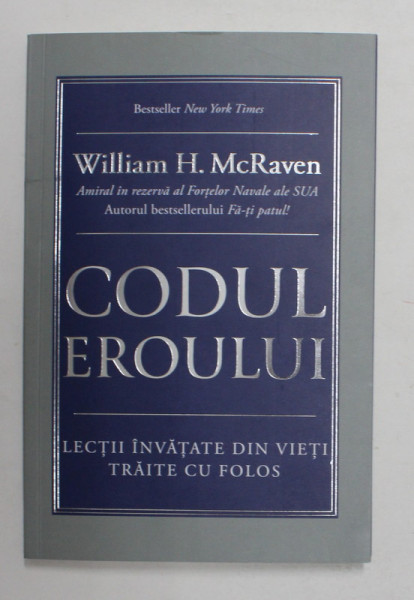 Bestseller New York Times
William H. McRaven
Amiral în rezervă al Forțelor Navale ale SUA
Autorul bestsellerului Fă-ți patul!
CODUL
EROULUI
LECȚII ÎNVĂȚATE DIN VIEȚI
TRĂITE CU FOLOS